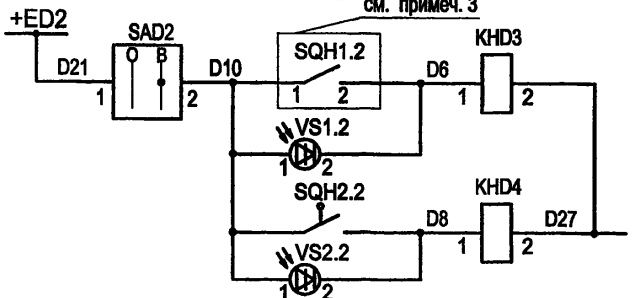 см. примеч. 3
+ED2
SAD2
O B
D21
1
2
D10
SQH1.2
1 2
D6
KHD3
1 2
VS1.2
1 2
SQH2.2
D8
KHD4
1 2
D27
VS2.2
1 2